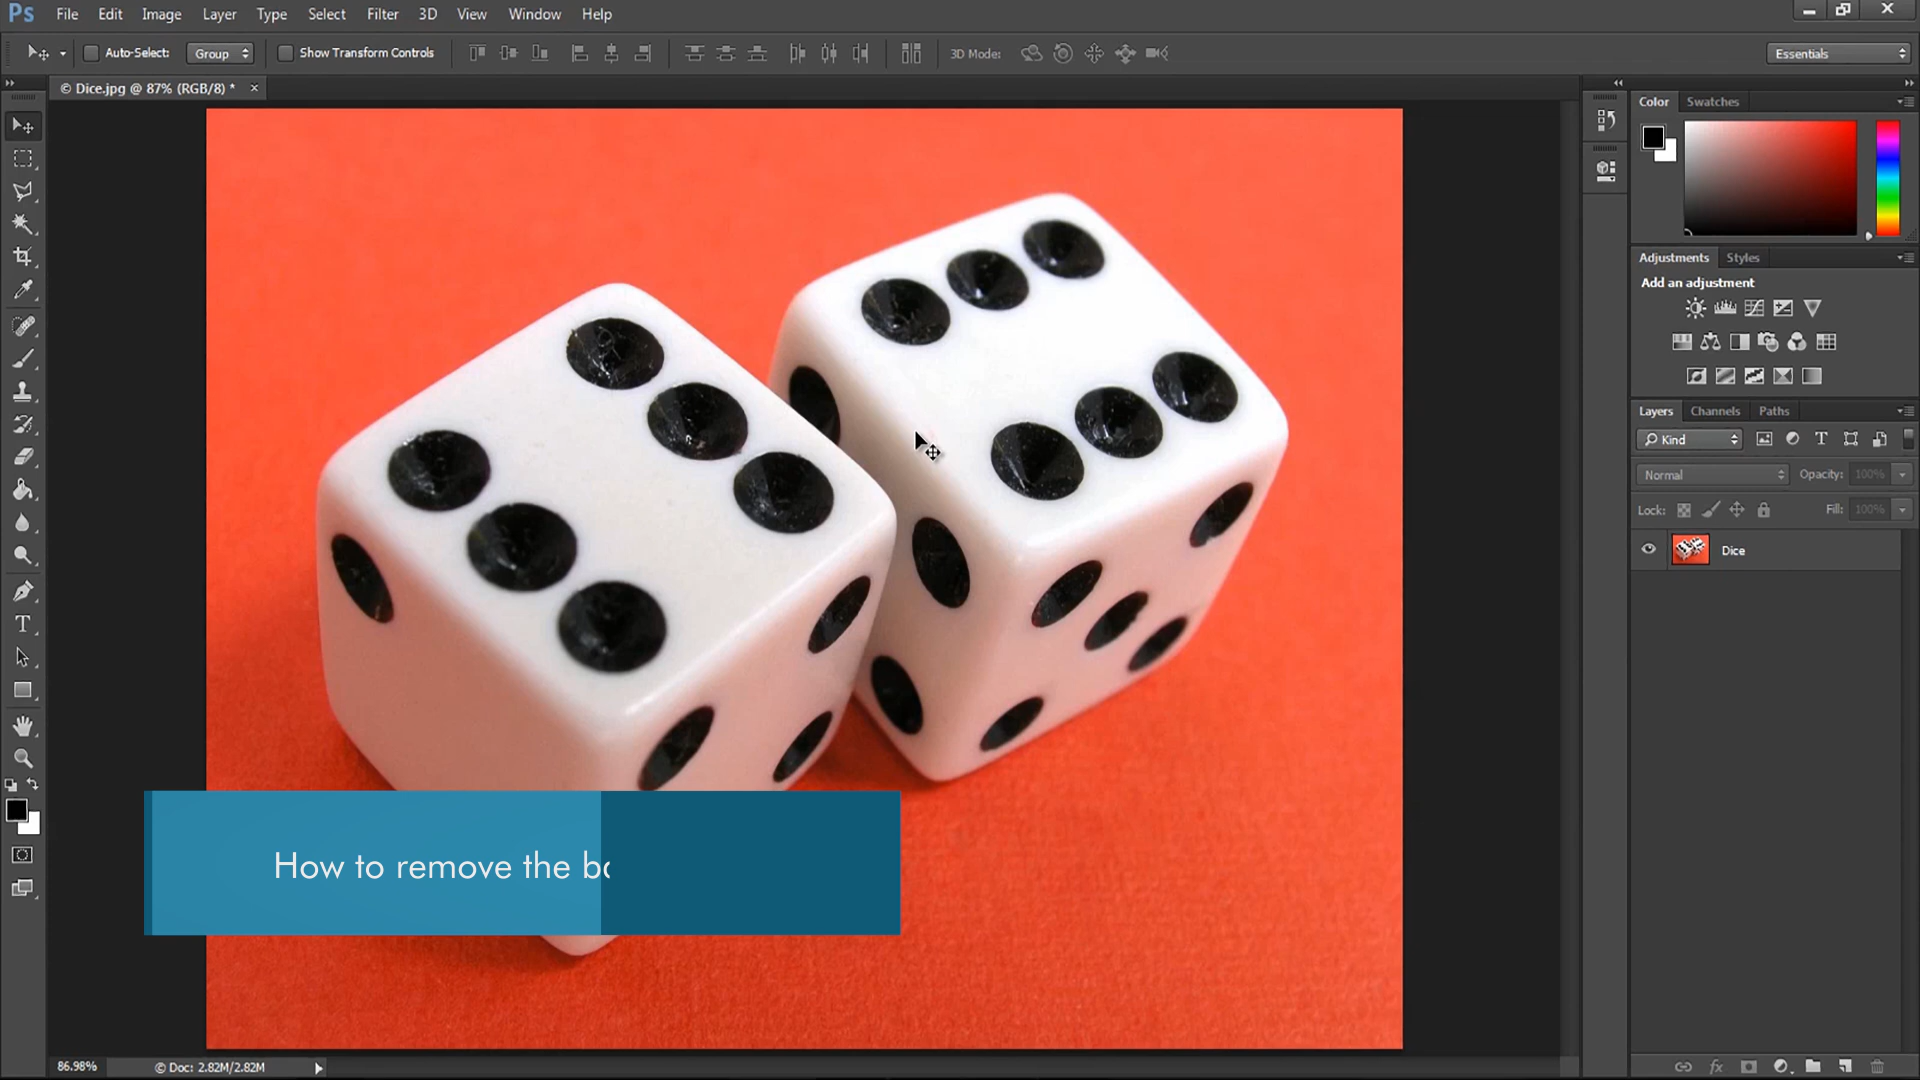 Ps File Edit Image Layer Type Select Filter 3D View Window Help
Auto-Select: Group Show Transform Controls 3D Mode: Essentials
© Dice.jpg @ 87% (RGB/8) * ×
Color Swatches
Adjustments Styles
Add an adjustment
Layers Channels Paths
Kind T
Normal Opacity: 100%
Lock: Fill: 100%
Dice
T
How to remove the
86.98% © Doc: 2.82M/2.82M
fx